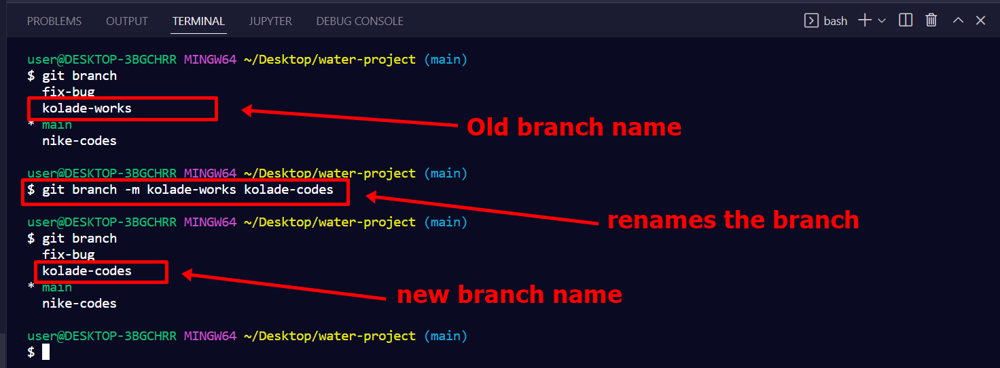 PROBLEMS OUTPUT TERMINAL JUPYTER DEBUG CONSOLE bash
user@DESKTOP-3BGCHRR MINGW64 ~/Desktop/water-project (main)
$ git branch
fix-bug
kolade-works
* main
Old branch name
nike-codes
user@DESKTOP-3BGCHRR MINGW64 ~/Desktop/water-project (main)
$ git branch -m kolade-works kolade-codes
renames the branch
user@DESKTOP-3BGCHRR MINGW64 ~/Desktop/water-project (main)
$ git branch
fix-bug
kolade-codes
* main
new branch name
nike-codes
user@DESKTOP-3BGCHRR MINGW64 ~/Desktop/water-project (main)
$